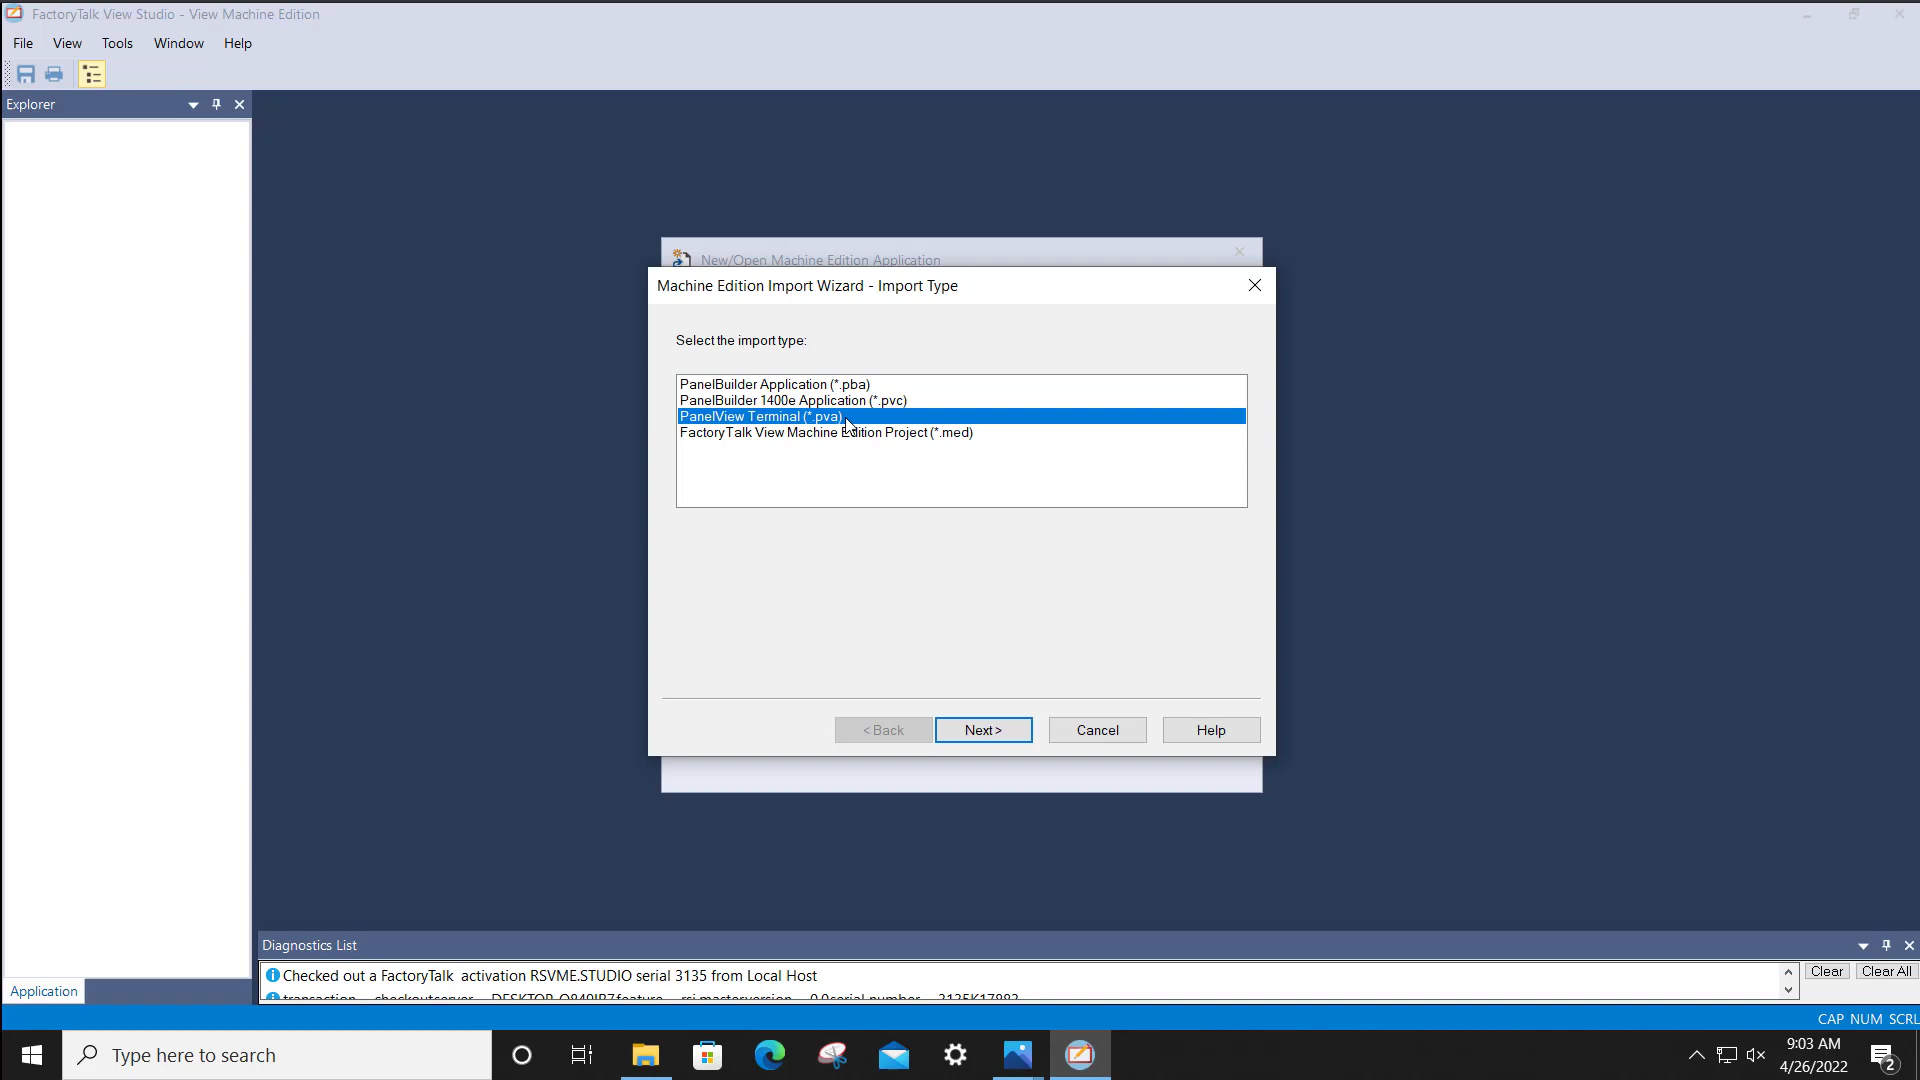 FactoryTalk View Studio - View Machine Edition
File View Tools Window Help
Explorer
New/Open Machine Edition Application
Machine Edition Import Wizard - Import Type
Select the import type:
PanelBuilder Application (*.pba)
PanelBuilder 1400e Application (*.pvc)
PanelView Terminal (*.pva)
FactoryTalk View Machine Edition Project (*.med)
< Back Next > Cancel Help
Diagnostics List
Checked out a FactoryTalk activation RSVME.STUDIO serial 3135 from Local Host
Clear Clear All
Application
CAP NUM SCRL
Type here to search
9:03 AM
4/26/2022
2